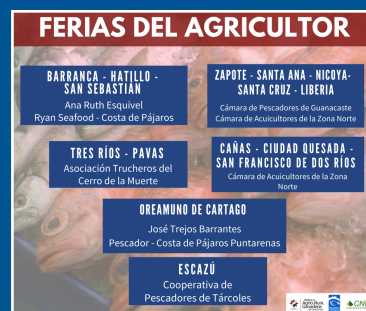 FERIAS DEL AGRICULTOR
BARRANCA - HATILLO -
SAN SEBASTIÁN
Ana Ruth Esquivel
Ryan Seafood - Costa de Pájaros
ZAPOTE - SANTA ANA - NICOYA-
SANTA CRUZ - LIBERIA
Cámara de Pescadores de Guanacaste
Cámara de Acuicultores de la Zona Norte
TRES RÍOS - PAVAS
Asociación Trucheros del
Cerro de la Muerte
CAÑAS - CIUDAD QUESADA -
SAN FRANCISCO DE DOS RÍOS
Cámara de Acuicultores de la Zona
Norte
OREAMUNO DE CARTAGO
José Trejos Barrantes
Pescador - Costa de Pájaros Puntarenas
ESCAZÚ
Cooperativa de
Pescadores de Tárcoles
Agricultura
Ganadería